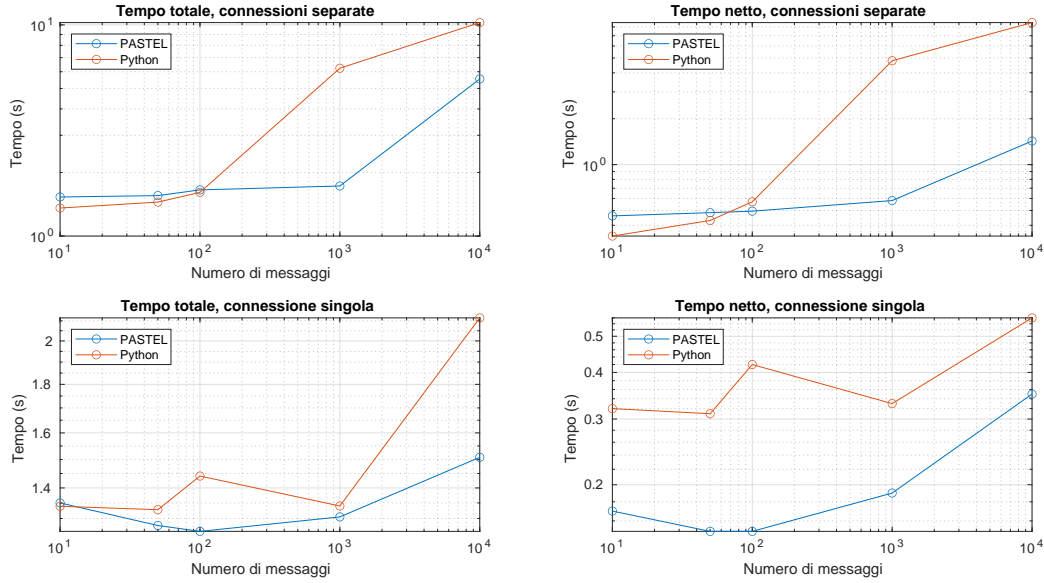 Tempo totale, connessioni separate
10^1
PASTEL
Python
Tempo (s)
10^0
10^1
10^2
10^3
10^4
Numero di messaggi
Tempo netto, connessioni separate
PASTEL
Python
Tempo (s)
10^0
10^1
10^2
10^3
10^4
Numero di messaggi
Tempo totale, connessione singola
PASTEL
Python
2
1.8
1.6
1.4
Tempo (s)
10^1
10^2
10^3
10^4
Numero di messaggi
Tempo netto, connessione singola
PASTEL
Python
0.5
0.4
0.3
0.2
Tempo (s)
10^1
10^2
10^3
10^4
Numero di messaggi